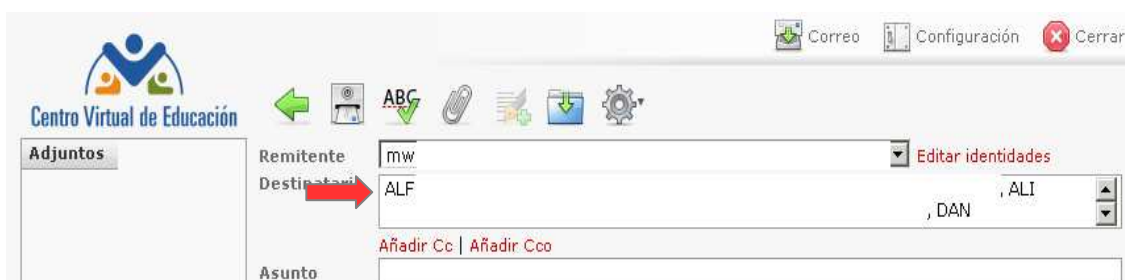 Correo Configuración Cerrar
ABC
Centro Virtual de Educación
Adjuntos
Remitente mw Editar identidades
ALF , ALI
, DAN
Añadir Cc | Añadir Cco
Asunto